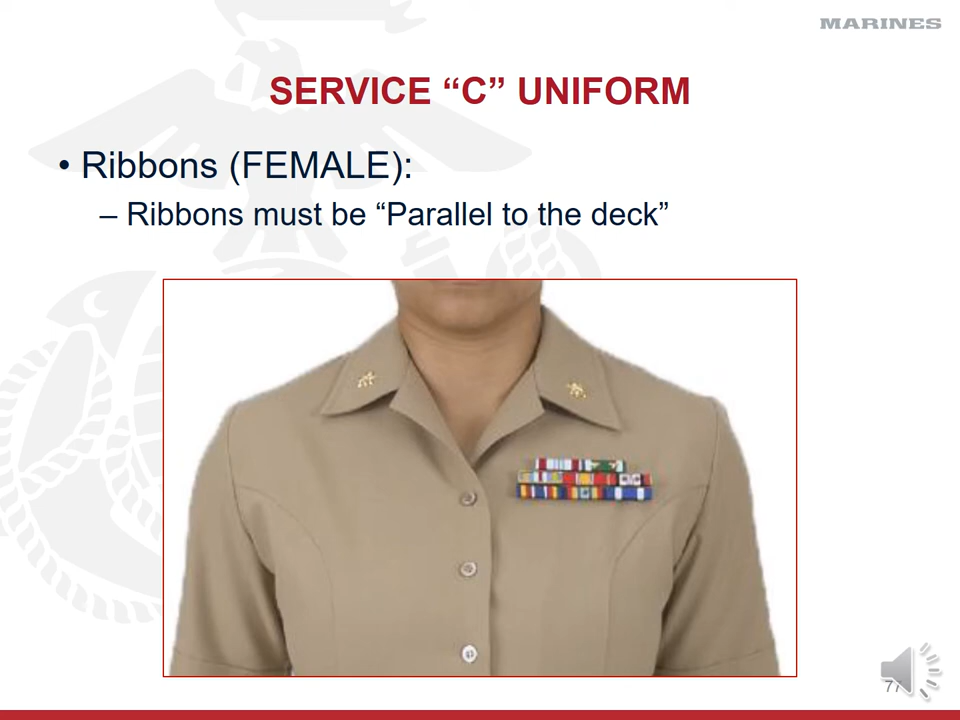 MARINES
SERVICE “C” UNIFORM
• Ribbons (FEMALE):
– Ribbons must be “Parallel to the deck”
77